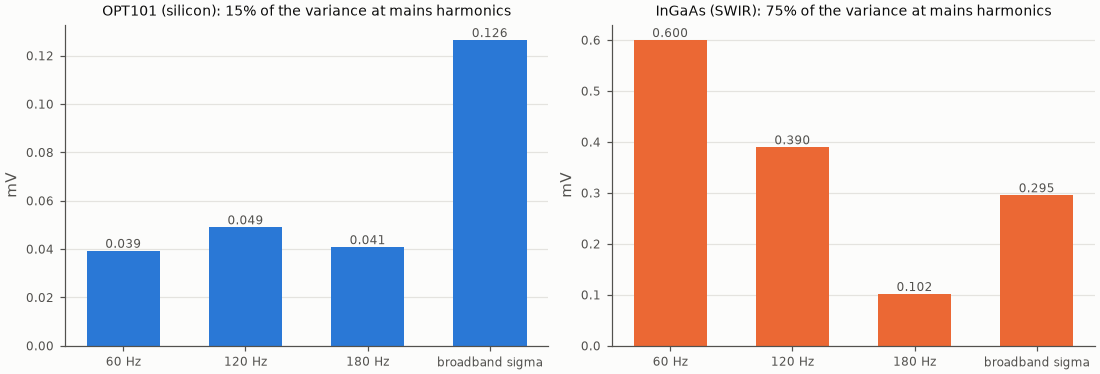 OPT101 (silicon): 15% of the variance at mains harmonics
mV
0.12
0.10
0.08
0.06
0.04
0.02
0.00
0.039
0.049
0.041
0.126
60 Hz
120 Hz
180 Hz
broadband sigma
InGaAs (SWIR): 75% of the variance at mains harmonics
mV
0.6
0.5
0.4
0.3
0.2
0.1
0.0
0.600
0.390
0.102
0.295
60 Hz
120 Hz
180 Hz
broadband sigma